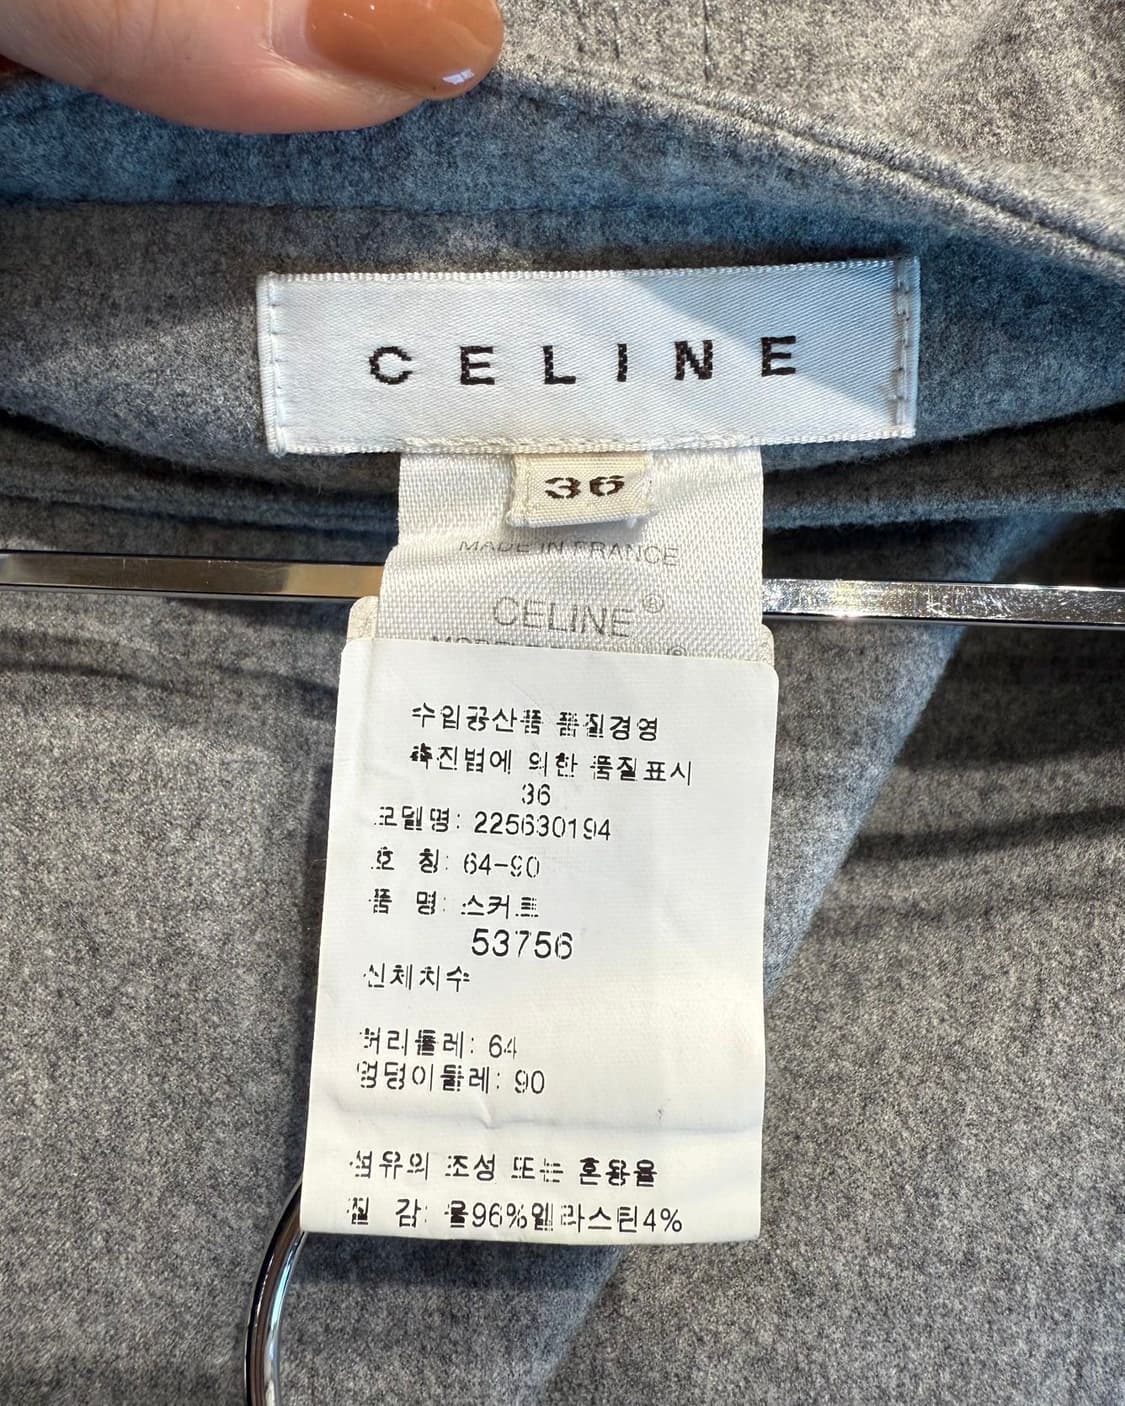 CELINE
36
MADE IN FRANCE
CELINE®
수입공산품 품질경영
촉진법에 의한 품질표시
36
모델명: 225630194
호 칭: 64-90
품 명: 스커트
53756
신체치수
허리둘레: 64
엉덩이둘레: 90
섬유의 조성 또는 혼용율
질 감: 울96%엘라스틴4%